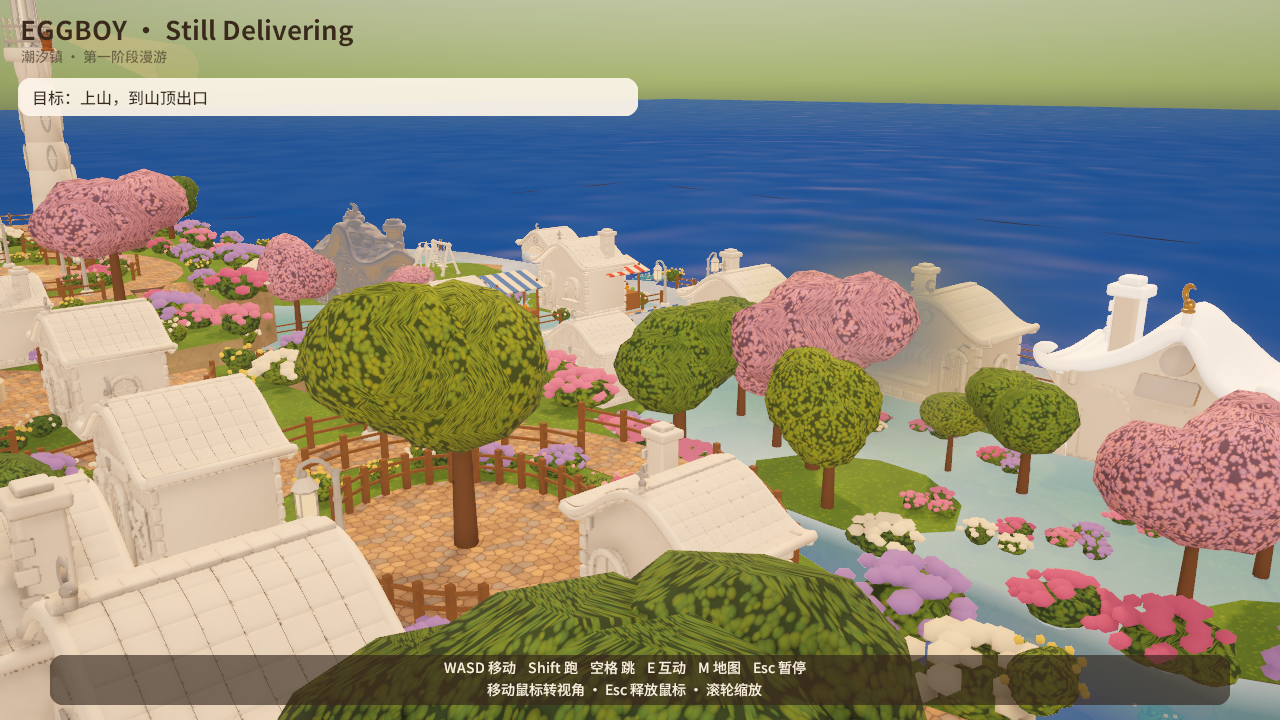 EGGBOY · Still Delivering
潮汐镇 · 第一阶段漫游
目标：上山，到山顶出口
WASD 移动 Shift 跑 空格 跳 E 互动 M 地图 Esc 暂停
移动鼠标转视角 · Esc 释放鼠标 · 滚轮缩放